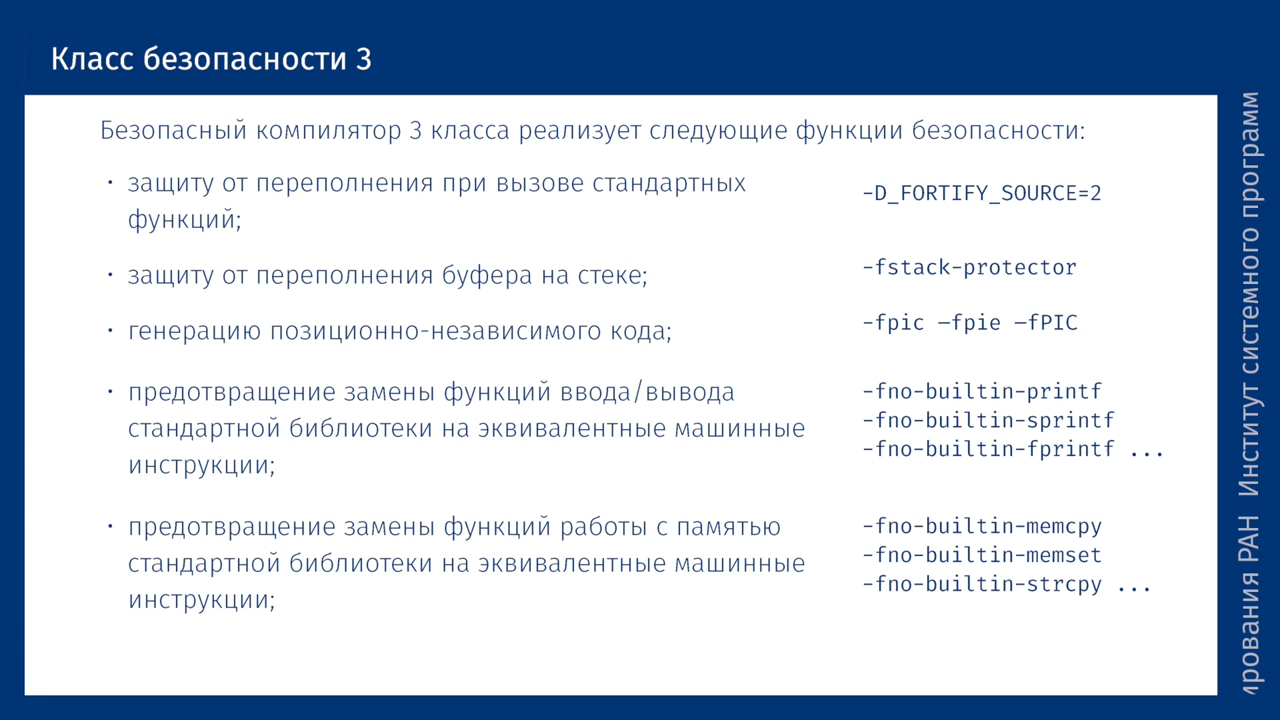 Класс безопасности 3
Безопасный компилятор 3 класса реализует следующие функции безопасности:
· защиту от переполнения при вызове стандартных
функций;
-D_FORTIFY_SOURCE=2
· защиту от переполнения буфера на стеке;
-fstack-protector
· генерацию позиционно-независимого кода;
-fpic –fpie –fPIC
· предотвращение замены функций ввода/вывода
стандартной библиотеки на эквивалентные машинные
инструкции;
-fno-builtin-printf
-fno-builtin-sprintf
-fno-builtin-fprintf ...
· предотвращение замены функций работы с памятью
стандартной библиотеки на эквивалентные машинные
инструкции;
-fno-builtin-memcpy
-fno-builtin-memset
-fno-builtin-strcpy ...
ирования РАН Институт системного програм